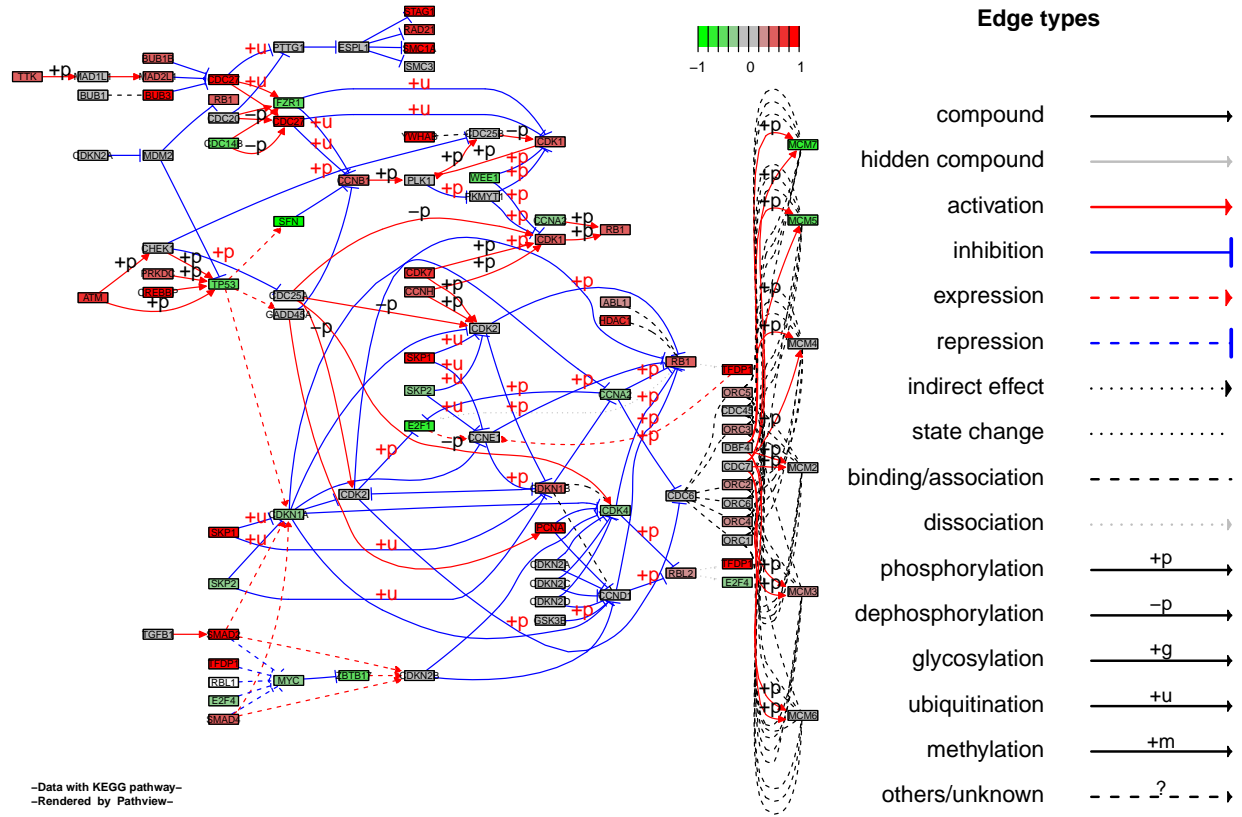 Edge types
−1 0 1
compound
hidden compound
activation
inhibition
expression
repression
indirect effect
state change
binding/association
dissociation
phosphorylation +p
dephosphorylation −p
glycosylation +g
ubiquitination +u
methylation +m
others/unknown ?
STAG1
RAD21
SMC1A
SMC3
PTTG1
ESPL1
TTK
MAD1L
BUB1B
MAD2L
BUB1
BUB3
RB1
CDC20
CDC14B
FZR1
CDKN2A
MDM2
CCNB1
PLK1
CDC25B
CDK1
WEE1
PKMYT1
SFN
CCNA2
CDK1
RB1
CHEK1
PRKDC
ATM
TP53
CDC25A
GADD45A
CDK7
CCNH
CDK2
ABL1
HDAC1
RB1
SKP1
SKP2
E2F1
CCNE1
CCNA2
TFDP1
ORC5
CDC45
ORC3
DBF4
CDC7
ORC2
ORC6
ORC4
ORC1
TFDP1
E2F4
MCM7
MCM5
MCM4
MCM2
MCM3
MCM6
CDK2
CDKN1B
CDC6
CDKN1A
CDK4
PCNA
SKP1
SKP2
CDKN2A
CDKN2C
CDKN2D
GSK3B
CCND1
RBL2
TGFB1
TFDP1
RBL1
E2F4
SMAD4
MYC
ZBTB17
CDKN2B
+p
−p
+u
−Data with KEGG pathway−
−Rendered by Pathview−